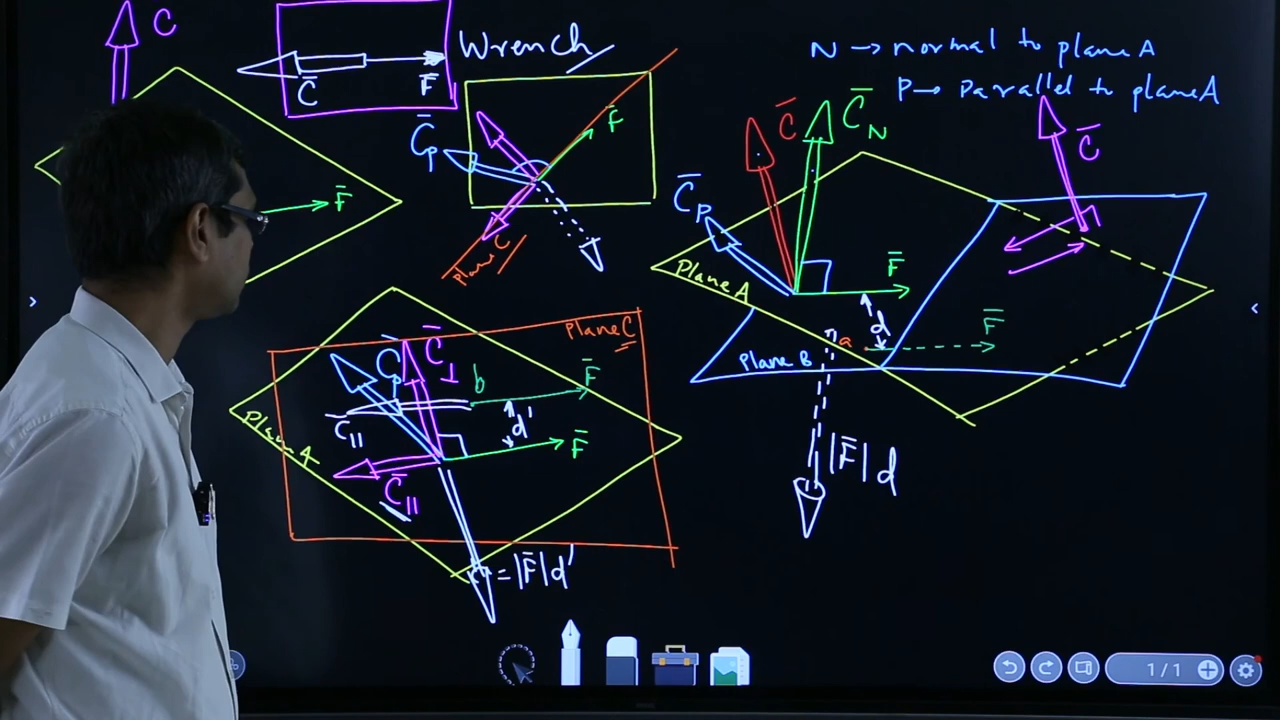 C
C̄
F̄
Wrench
N → normal to plane A
P → parallel to plane A
F̄
C̄p
F̄
plane C
C̄
C̄N
C̄
C̄p
Plane A
F̄
d
F̄
a
Plane B
|F̄|d
plane C
C̄p
C̄⊥
b
F̄
C̄||
d'
F̄
Plane A
C̄||
= |F̄|d'
1/1